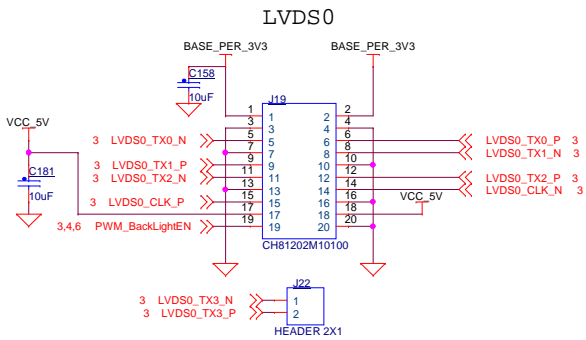 LVDS0
BASE_PER_3V3 BASE_PER_3V3
C158
10uF
J19
VCC_5V
C181
10uF
1 1 2 2
3 3 4 4
3 LVDS0_TX0_N 5 5 6 6 LVDS0_TX0_P 3
7 7 8 8 LVDS0_TX1_N 3
3 LVDS0_TX1_P 9 9 10 10
3 LVDS0_TX2_N 11 11 12 12 LVDS0_TX2_P 3
13 13 14 14 LVDS0_CLK_N 3
3 LVDS0_CLK_P 15 15 16 16 VCC_5V
17 17 18 18
3,4,6 PWM_BackLightEN 19 19 20 20
CH81202M10100
J22
3 LVDS0_TX3_N 1
3 LVDS0_TX3_P 2
HEADER 2X1